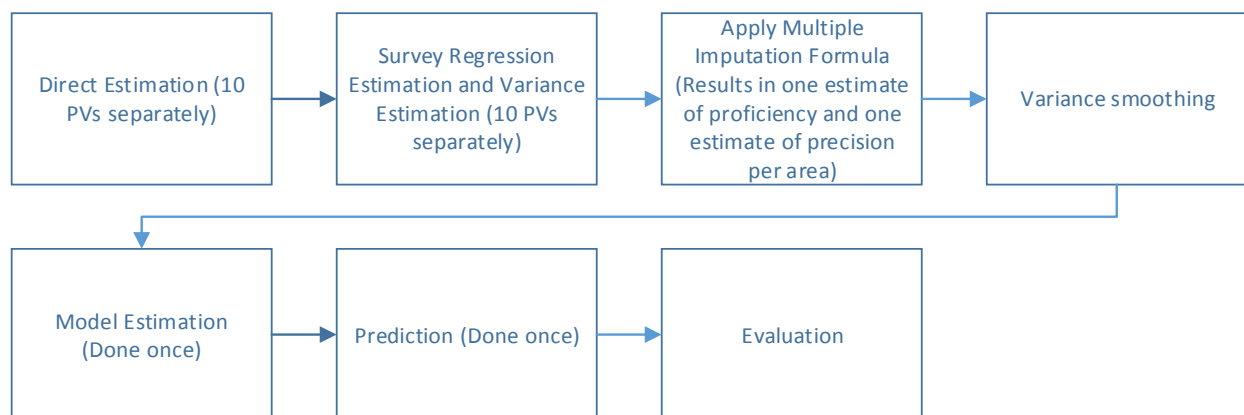 Direct Estimation (10
PVs separately)
Survey Regression
Estimation and Variance
Estimation (10 PVs
separately)
Apply Multiple
Imputation Formula
(Results in one estimate
of proficiency and one
estimate of precision
per area)
Variance smoothing
Model Estimation
(Done once)
Prediction (Done once)
Evaluation